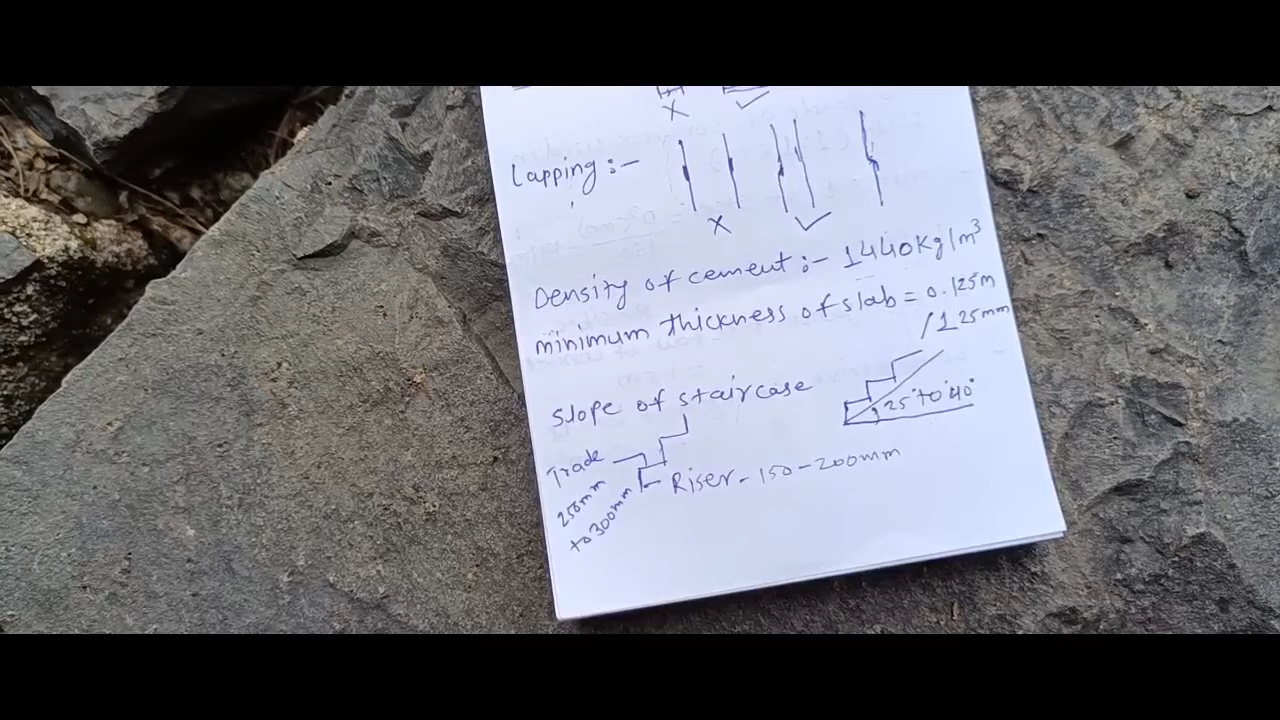 Lapping :-
X
Density of cement :- 1440Kg/m³
minimum thickness of slab = 0.125m
/125mm
slope of staircase
25° to 40°
Trade
250mm
to 300mm
Riser - 150-200mm